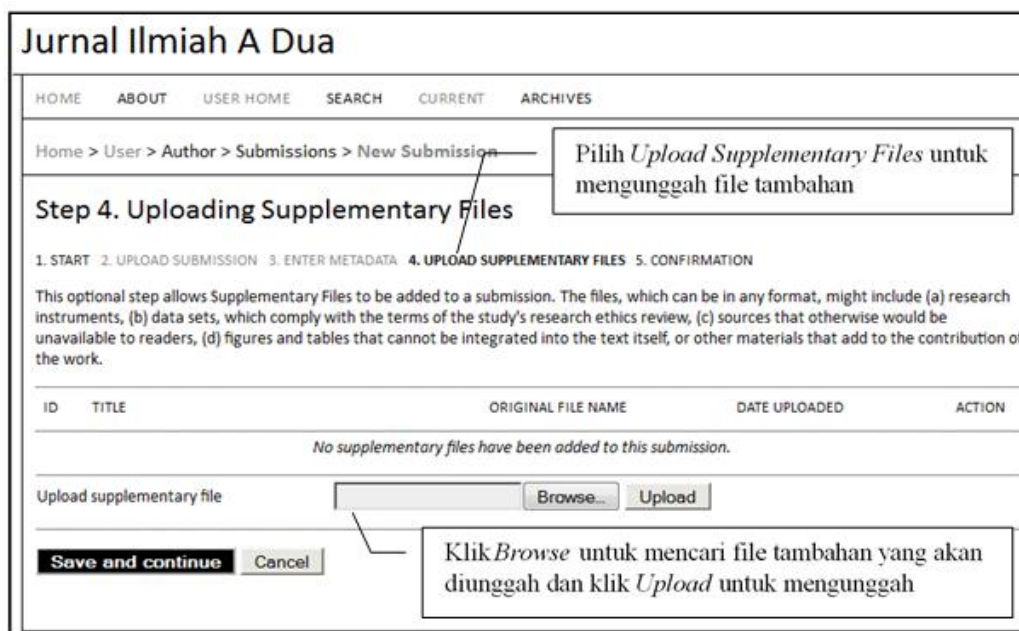 Jurnal Ilmiah A Dua
HOME ABOUT USER HOME SEARCH CURRENT ARCHIVES
Home > User > Author > Submissions > New Submission
Pilih Upload Supplementary Files untuk
mengunggah file tambahan
Step 4. Uploading Supplementary Files
1. START 2. UPLOAD SUBMISSION 3. ENTER METADATA 4. UPLOAD SUPPLEMENTARY FILES 5. CONFIRMATION
This optional step allows Supplementary Files to be added to a submission. The files, which can be in any format, might include (a) research
instruments, (b) data sets, which comply with the terms of the study's research ethics review, (c) sources that otherwise would be
unavailable to readers, (d) figures and tables that cannot be integrated into the text itself, or other materials that add to the contribution of
the work.
ID TITLE ORIGINAL FILE NAME DATE UPLOADED ACTION
No supplementary files have been added to this submission.
Upload supplementary file Browse... Upload
Save and continue Cancel
Klik Browse untuk mencari file tambahan yang akan
diunggah dan klik Upload untuk mengunggah